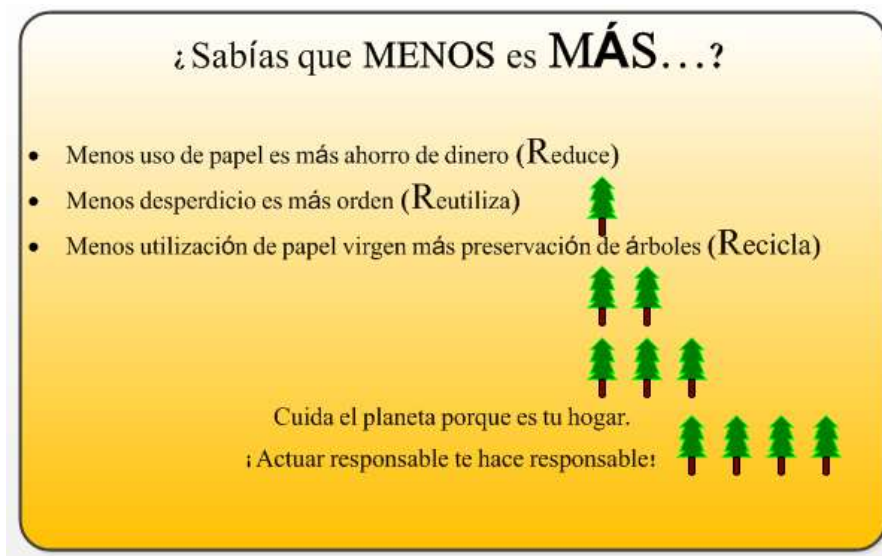 ¿Sabías que MENOS es MÁS...?
• Menos uso de papel es más ahorro de dinero (Reduce)
• Menos desperdicio es más orden (Reutiliza)
• Menos utilización de papel virgen más preservación de árboles (Recicla)
Cuida el planeta porque es tu hogar.
¡Actuar responsable te hace responsable!